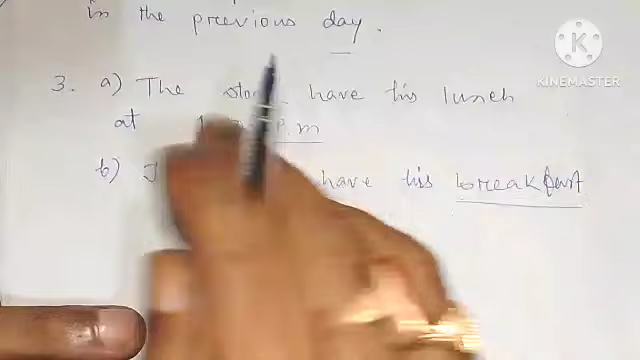 in the previous day.
3. a) The have his lunch
at P.m
b) have his breakfast
KINEMASTER